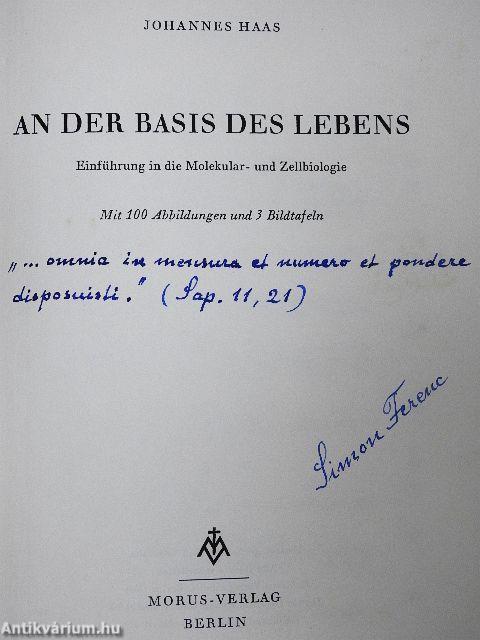 JOHANNES HAAS
AN DER BASIS DES LEBENS
Einführung in die Molekular- und Zellbiologie
Mit 100 Abbildungen und 3 Bildtafeln
„... omnia in mensura et numero et pondere
disposuisti." (Sap. 11, 21)
Simon Ferenc
MORUS-VERLAG
BERLIN
Antikvárium.hu